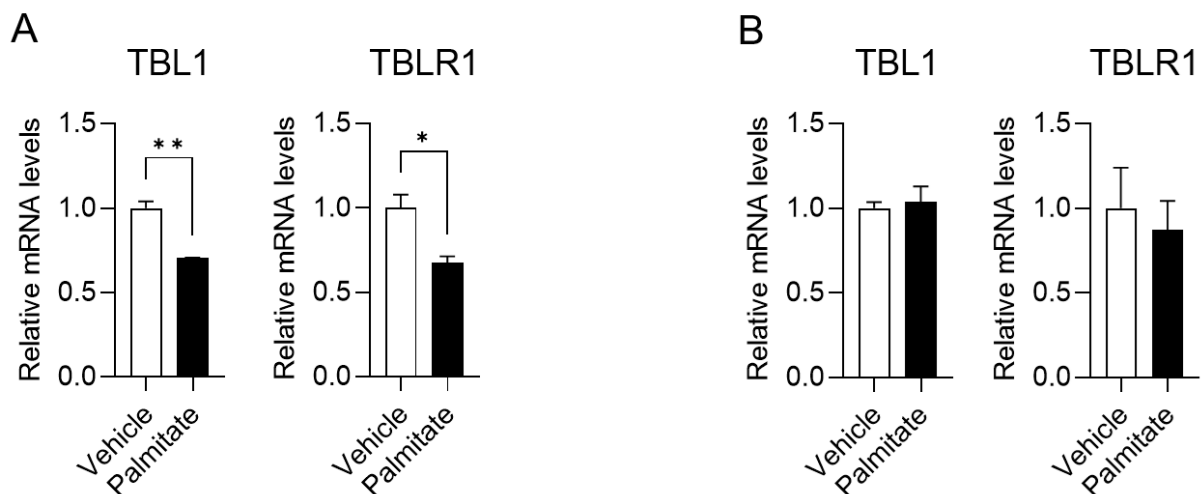 A
TBL1
TBLR1
Relative mRNA levels
1.5
1.0
0.5
0.0
**
Vehicle
Palmitate
Relative mRNA levels
1.5
1.0
0.5
0.0
*
Vehicle
Palmitate
B
TBL1
TBLR1
Relative mRNA levels
1.5
1.0
0.5
0.0
Vehicle
Palmitate
Relative mRNA levels
1.5
1.0
0.5
0.0
Vehicle
Palmitate